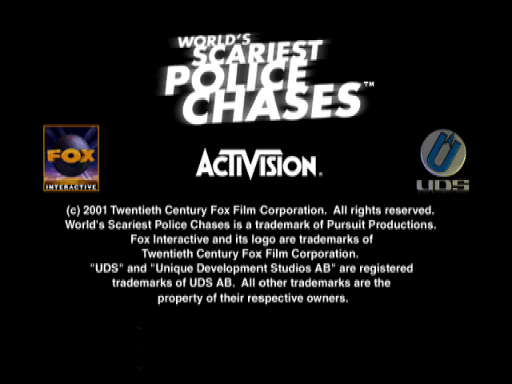 WORLD'S
SCARIEST
POLICE
CHASES™
FOX
INTERACTIVE
ACTIVISION.
UDS
(c) 2001 Twentieth Century Fox Film Corporation. All rights reserved.
World's Scariest Police Chases is a trademark of Pursuit Productions.
Fox Interactive and its logo are trademarks of
Twentieth Century Fox Film Corporation.
"UDS" and "Unique Development Studios AB" are registered
trademarks of UDS AB. All other trademarks are the
property of their respective owners.